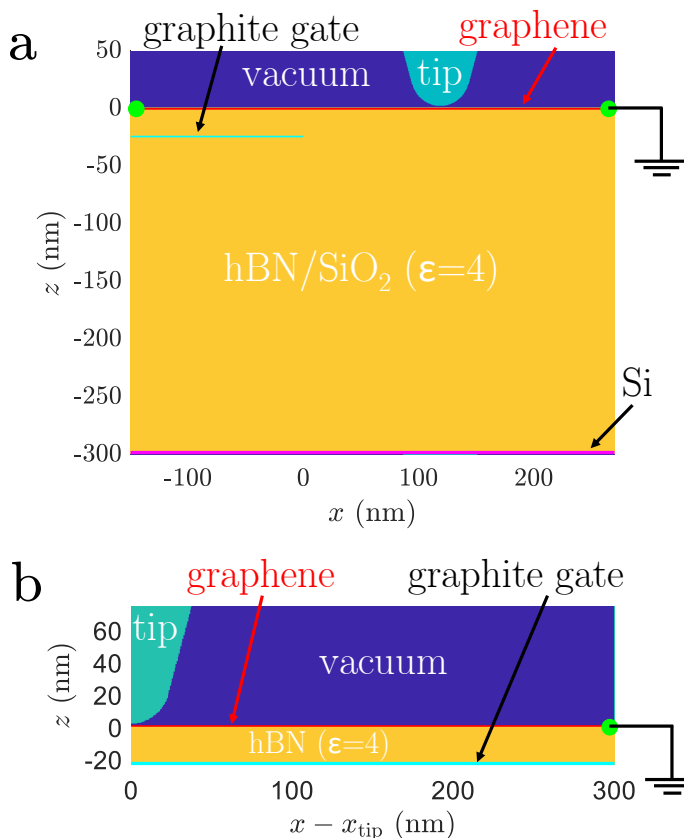 a
graphite gate
graphene
vacuum
tip
50
0
-50
-100
-150
-200
-250
-300
z (nm)
hBN/SiO₂ (ε=4)
Si
-100 0 100 200
x (nm)
b
graphene
graphite gate
tip
vacuum
60
40
20
0
-20
z (nm)
hBN (ε=4)
0 100 200 300
x − x_tip (nm)